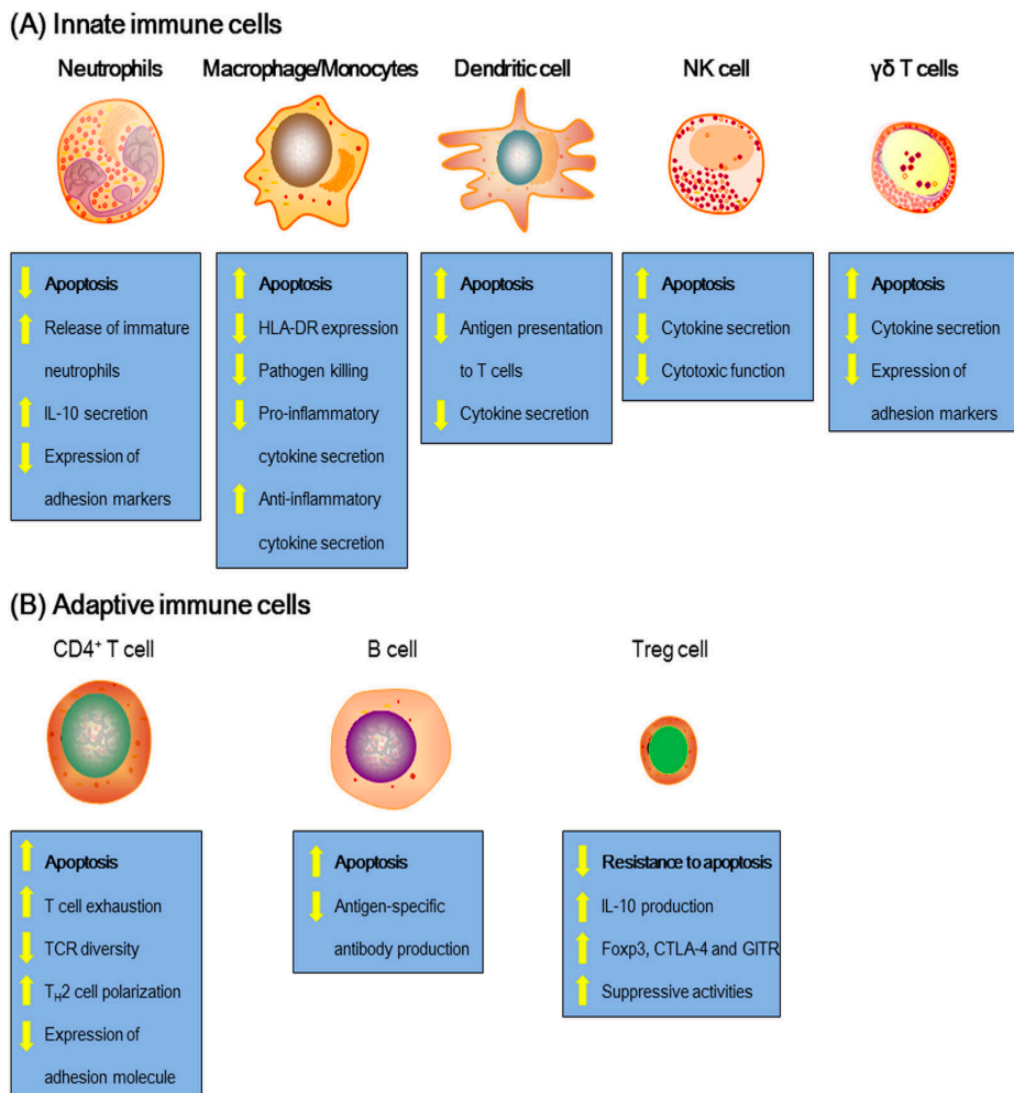 (A) Innate immune cells
Neutrophils
Macrophage/Monocytes
Dendritic cell
NK cell
γδ T cells
Apoptosis
Release of immature
neutrophils
IL-10 secretion
Expression of
adhesion markers
Apoptosis
HLA-DR expression
Pathogen killing
Pro-inflammatory
cytokine secretion
Anti-inflammatory
cytokine secretion
Apoptosis
Antigen presentation
to T cells
Cytokine secretion
Apoptosis
Cytokine secretion
Cytotoxic function
Apoptosis
Cytokine secretion
Expression of
adhesion markers
(B) Adaptive immune cells
CD4⁺ T cell
B cell
Treg cell
Apoptosis
T cell exhaustion
TCR diversity
T_H2 cell polarization
Expression of
adhesion molecule
Apoptosis
Antigen-specific
antibody production
Resistance to apoptosis
IL-10 production
Foxp3, CTLA-4 and GITR
Suppressive activities